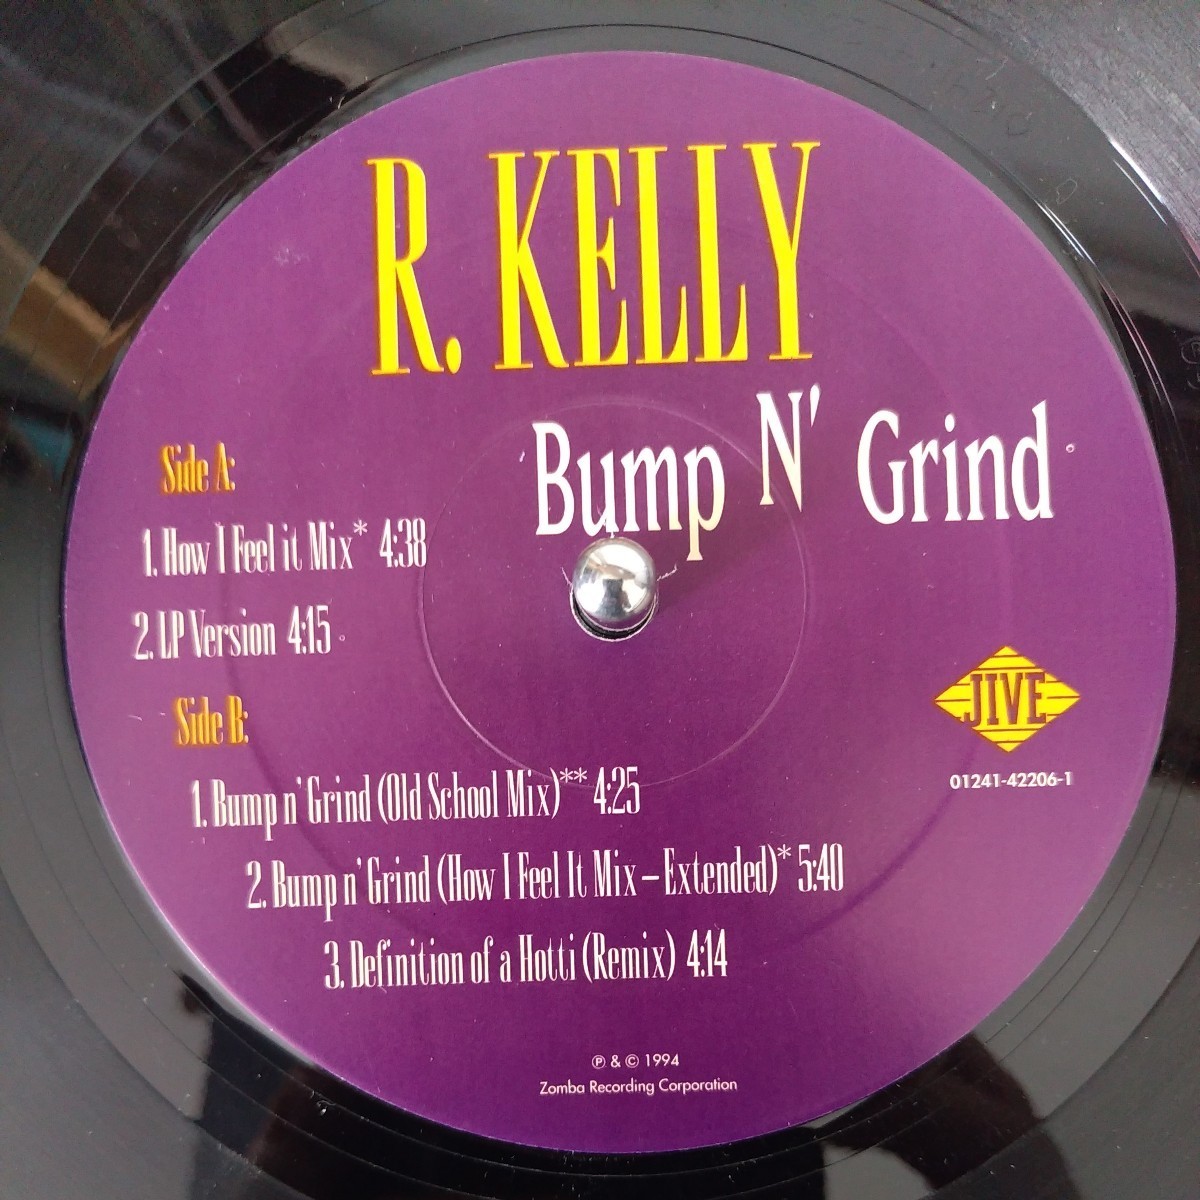 R. KELLY
Bump N' Grind
Side A:
1. How I Feel it Mix* 4:38
2. LP Version 4:15
Side B:
1. Bump n' Grind (Old School Mix)** 4:25
2. Bump n' Grind (How I Feel It Mix – Extended)* 5:40
3. Definition of a Hotti (Remix) 4:14
JIVE
01241-42206-1
℗ & © 1994
Zomba Recording Corporation